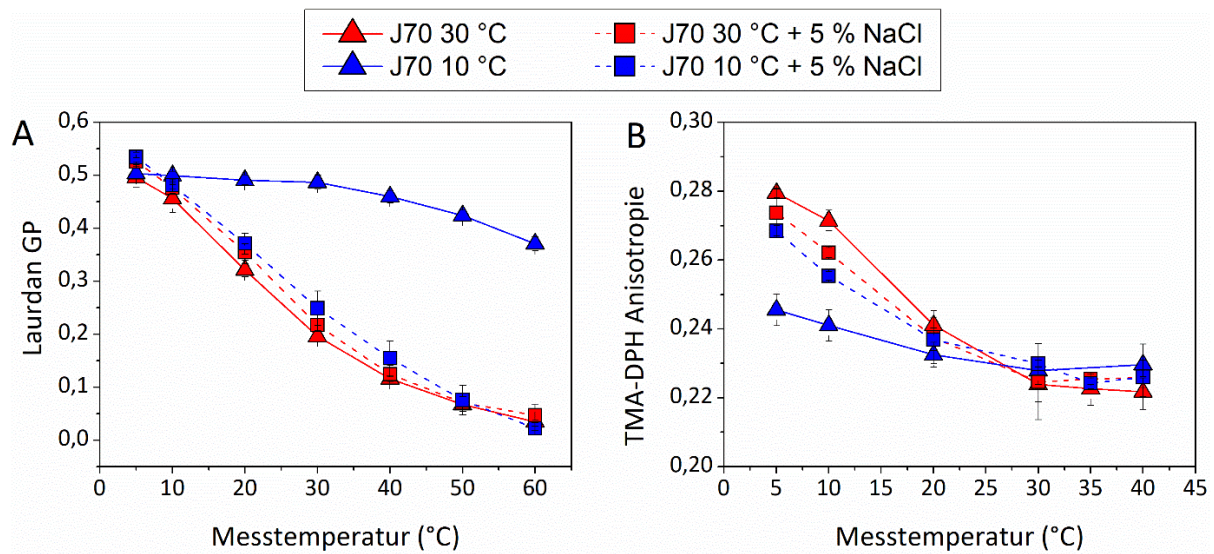 J70 30 °C
J70 30 °C + 5 % NaCl
J70 10 °C
J70 10 °C + 5 % NaCl
A
0,6
0,5
0,4
0,3
0,2
0,1
0,0
Laurdan GP
0 10 20 30 40 50 60
Messtemperatur (°C)
B
0,30
0,28
0,26
0,24
0,22
0,20
TMA-DPH Anisotropie
0 5 10 15 20 25 30 35 40 45
Messtemperatur (°C)